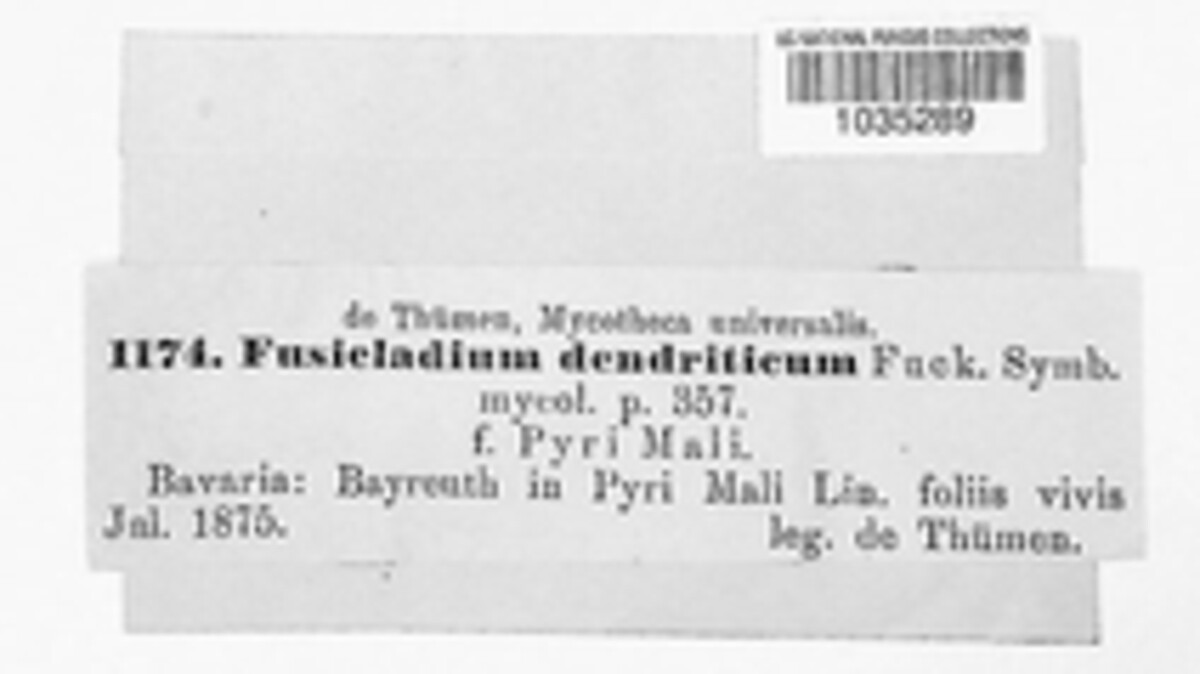 US NATIONAL FUNGUS COLLECTIONS
1035289
de Thümen, Mycotheca universalis.
1174. Fusicladium dendriticum Fuck. Symb.
mycol. p. 357.
f. Pyri Mali.
Bavaria: Bayreuth in Pyri Mali Lin. foliis vivis
Jul. 1875. leg. de Thümen.